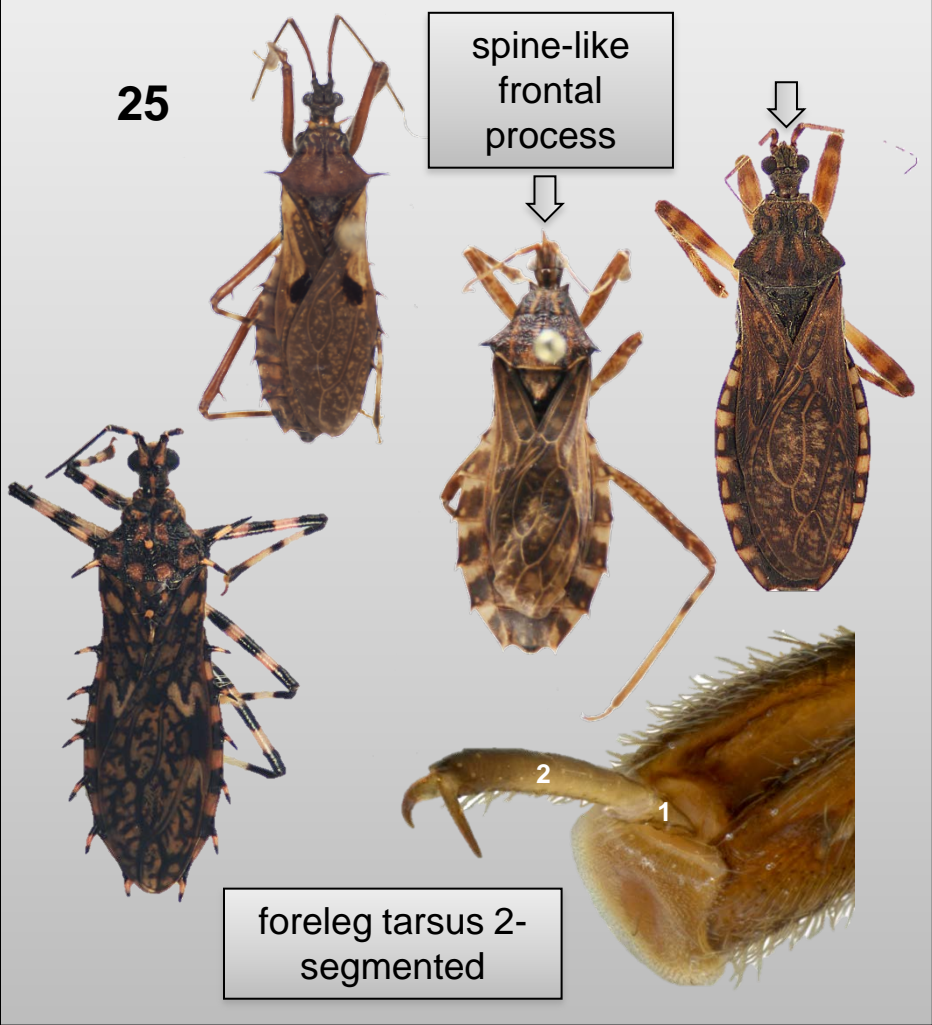 25
spine-like
frontal
process
2
1
foreleg tarsus 2-
segmented